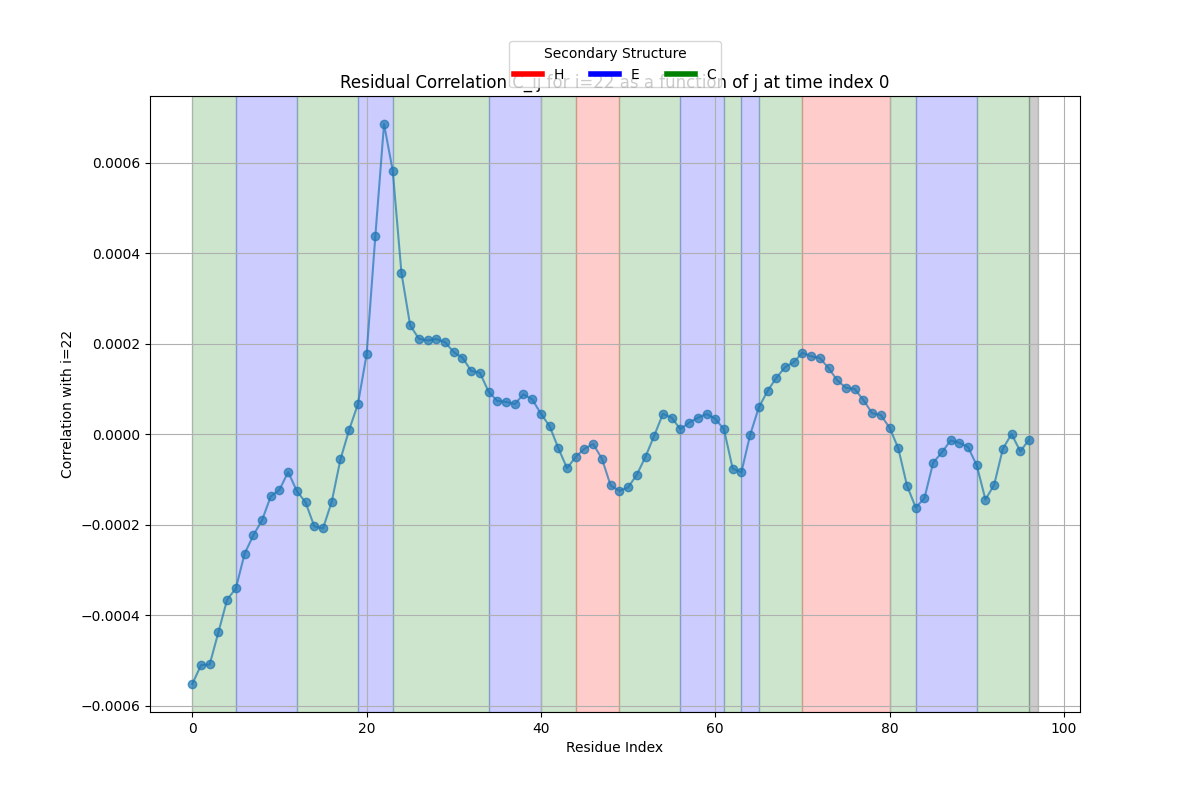 Secondary Structure
H E C
Residual Correlation C_ij for i=22 as a function of j at time index 0
0.0006
0.0004
0.0002
0.0000
−0.0002
−0.0004
−0.0006
Correlation with i=22
0 20 40 60 80 100
Residue Index